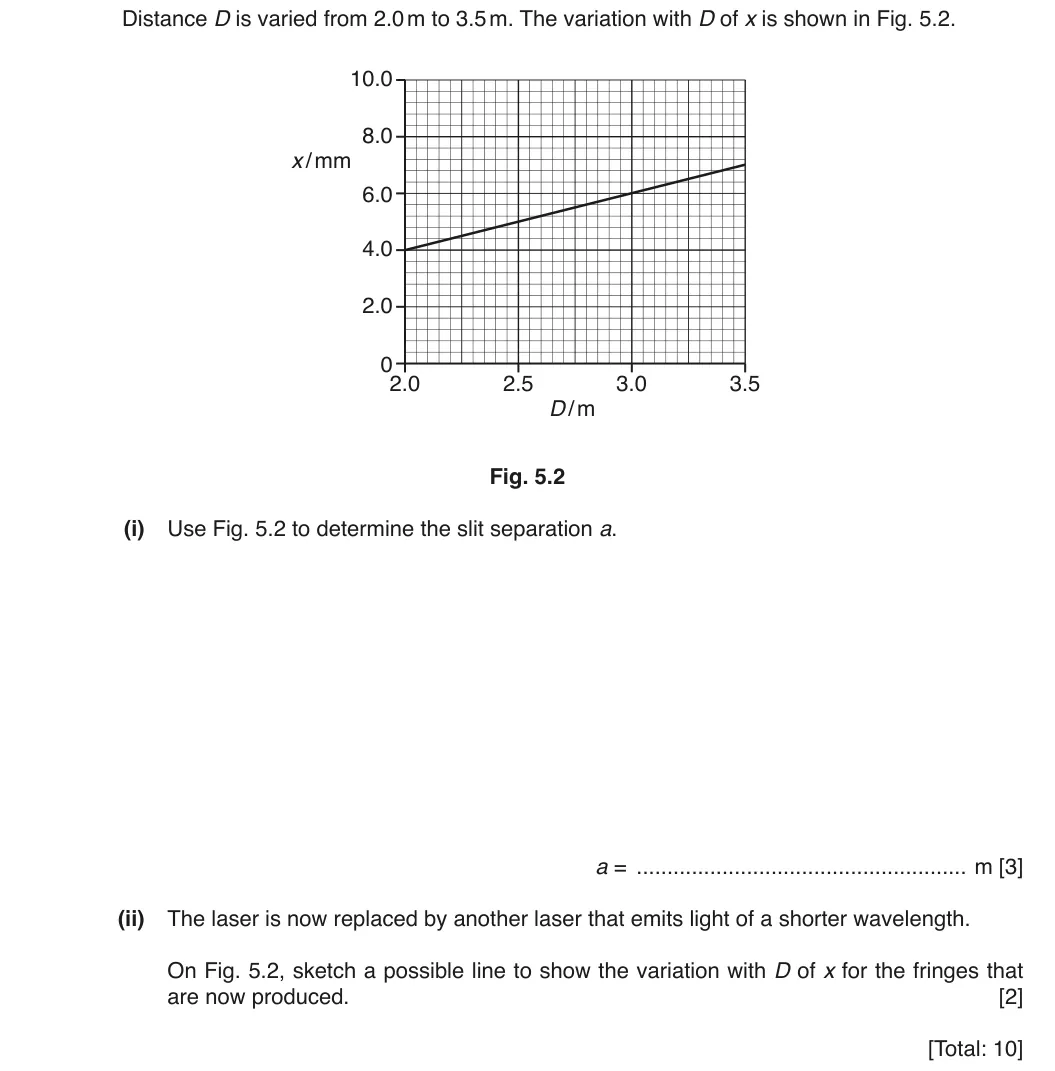 Distance D is varied from 2.0 m to 3.5 m. The variation with D of x is shown in Fig. 5.2.
10.0
8.0
x / mm
6.0
4.0
2.0
0
2.0 2.5 3.0 3.5
D / m
Fig. 5.2
(i) Use Fig. 5.2 to determine the slit separation a.
a = ...................................................... m [3]
(ii) The laser is now replaced by another laser that emits light of a shorter wavelength.
On Fig. 5.2, sketch a possible line to show the variation with D of x for the fringes that
are now produced. [2]
[Total: 10]